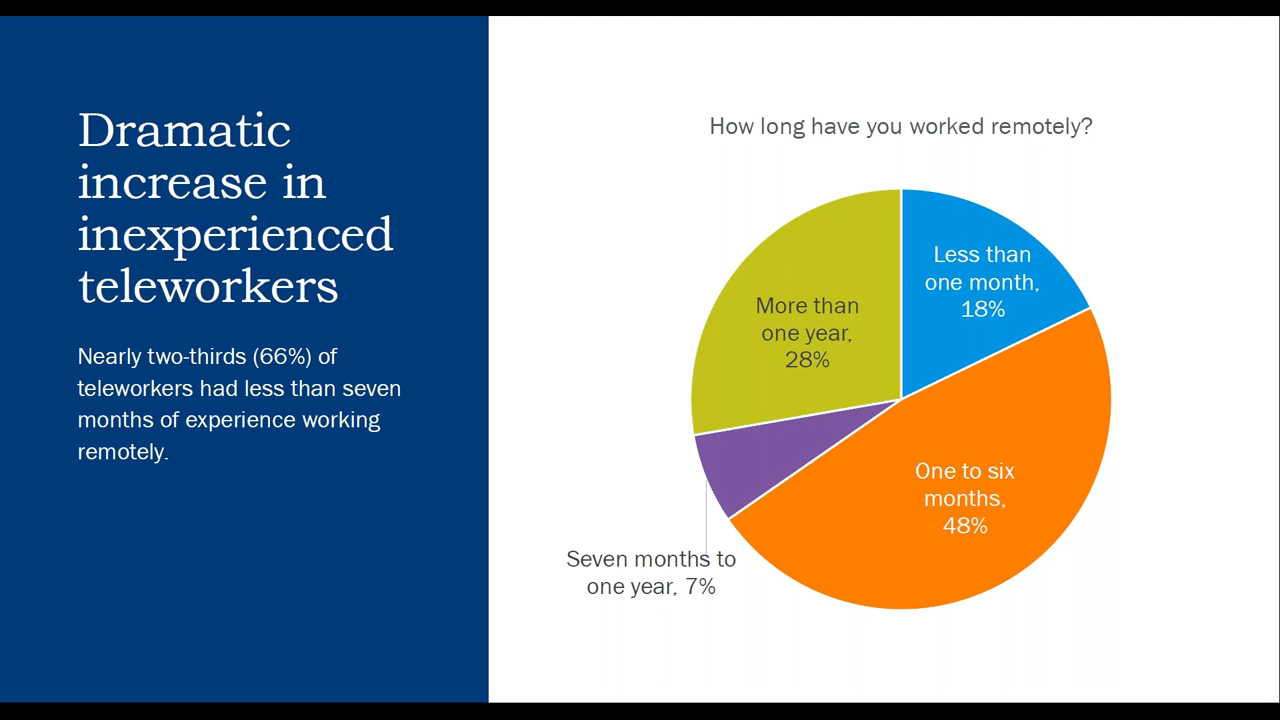 Dramatic
increase in
inexperienced
teleworkers
Nearly two-thirds (66%) of
teleworkers had less than seven
months of experience working
remotely.
How long have you worked remotely?
Less than
one month,
18%
More than
one year,
28%
One to six
months,
48%
Seven months to
one year, 7%